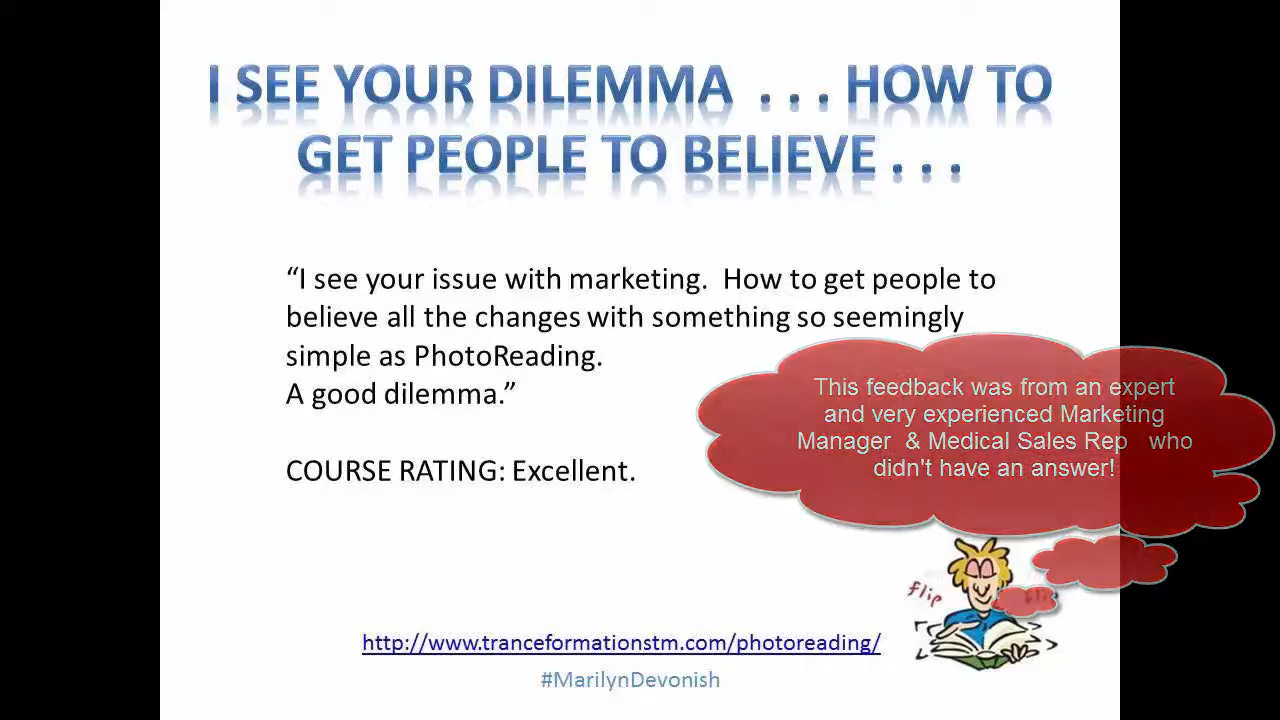 I SEE YOUR DILEMMA . . . HOW TO
GET PEOPLE TO BELIEVE . . .
“I see your issue with marketing.  How to get people to
believe all the changes with something so seemingly
simple as PhotoReading.
A good dilemma.”
COURSE RATING: Excellent.
This feedback was from an expert
and very experienced Marketing
Manager & Medical Sales Rep who
didn't have an answer!
flip
flip
http://www.tranceformationstm.com/photoreading/
#MarilynDevonish